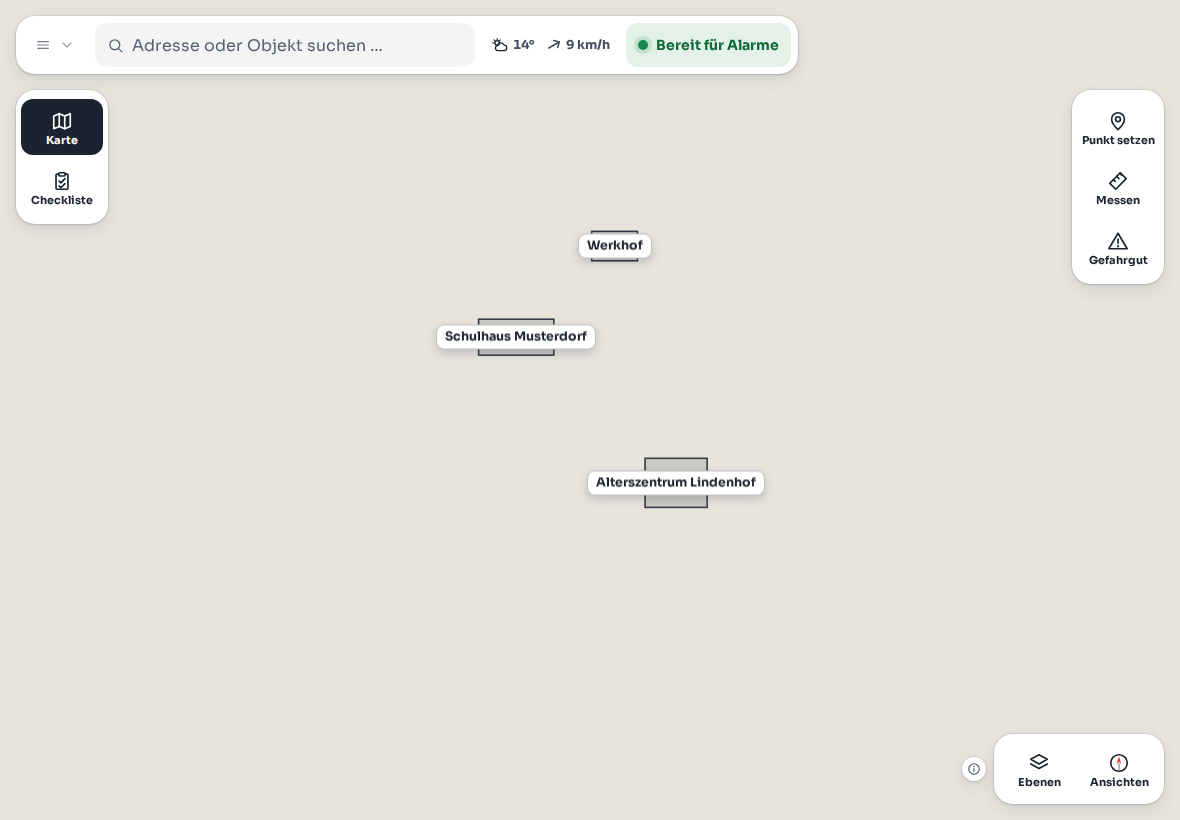 Adresse oder Objekt suchen ...
14°
9 km/h
Bereit für Alarme
Karte
Checkliste
Punkt setzen
Messen
Gefahrgut
Werkhof
Schulhaus Musterdorf
Alterszentrum Lindenhof
Ebenen
Ansichten